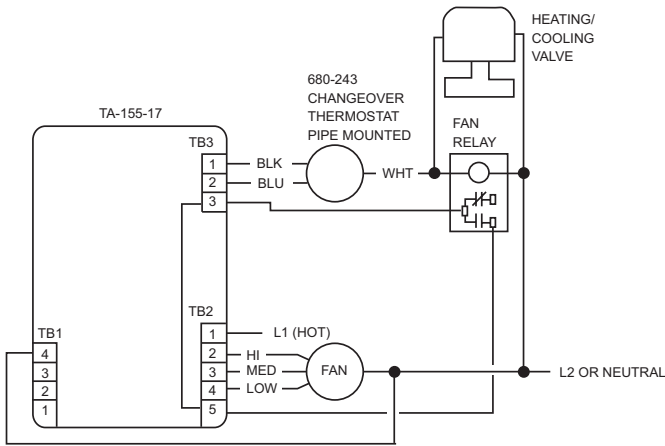 HEATING/
COOLING
VALVE
680-243
CHANGEOVER
THERMOSTAT
PIPE MOUNTED
TA-155-17
FAN
RELAY
TB3
1
BLK
2
BLU
WHT
3
TB2
1
L1 (HOT)
2
HI
3
MED
4
LOW
5
FAN
L2 OR NEUTRAL
TB1
4
3
2
1